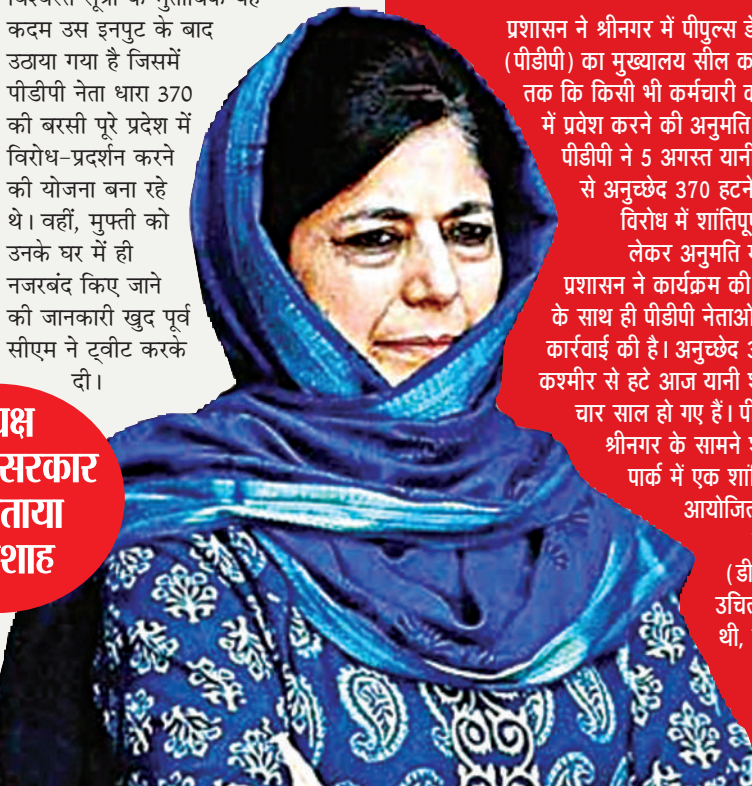 कदम उस इनपुट के बाद
उठाया गया है जिसमें
पीडीपी नेता धारा 370
की बरसी पूरे प्रदेश में
विरोध-प्रदर्शन करने
की योजना बना रहे
थे। वहीं, मुफ्ती को
उनके घर में ही
नजरबंद किए जाने
की जानकारी खुद पूर्व
सीएम ने ट्वीट करके
दी।
सरकार
शाह
प्रशासन ने श्रीनगर में पीपुल्स
(पीडीपी) का मुख्यालय सील
तक कि किसी भी कर्मचारी
में प्रवेश करने की अनुमति
पीडीपी ने 5 अगस्त यानी
से अनुच्छेद 370 हटने
विरोध में
लेकर अनुमति
प्रशासन ने कार्यक्रम की
के साथ ही पीडीपी नेताओं
कार्रवाई की है। अनुच्छेद
कश्मीर से हटे आज यानी
चार साल हो गए हैं।
श्रीनगर के सामने
पार्क में एक
आयोजित
थी,